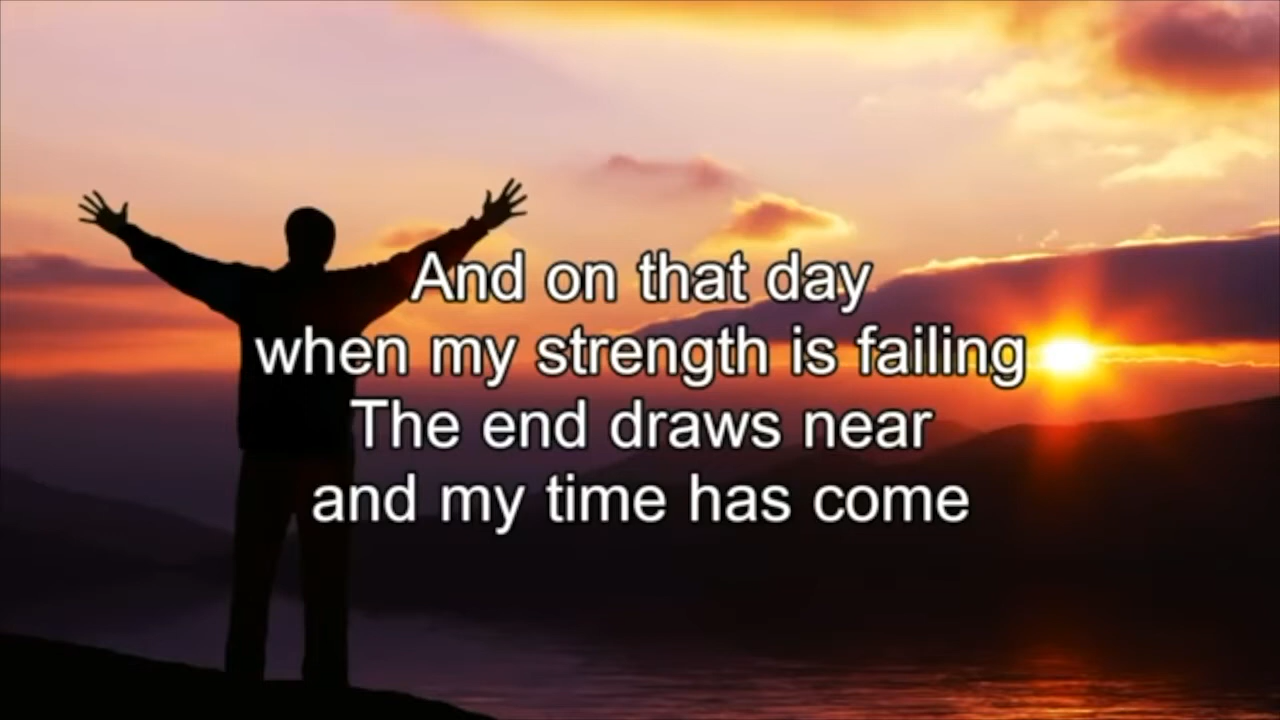 And on that day
when my strength is failing
The end draws near
and my time has come